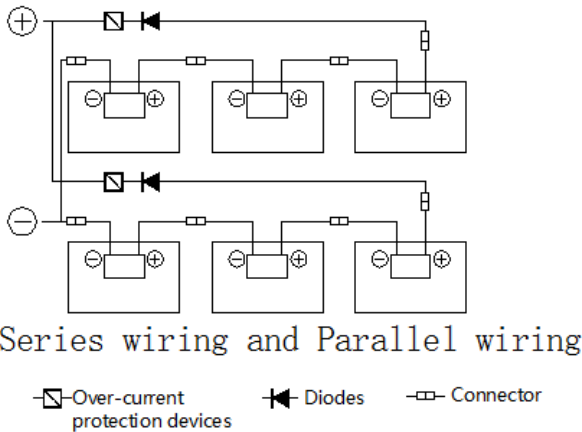 Series wiring and Parallel wiring
Over-current
protection devices
Diodes
Connector